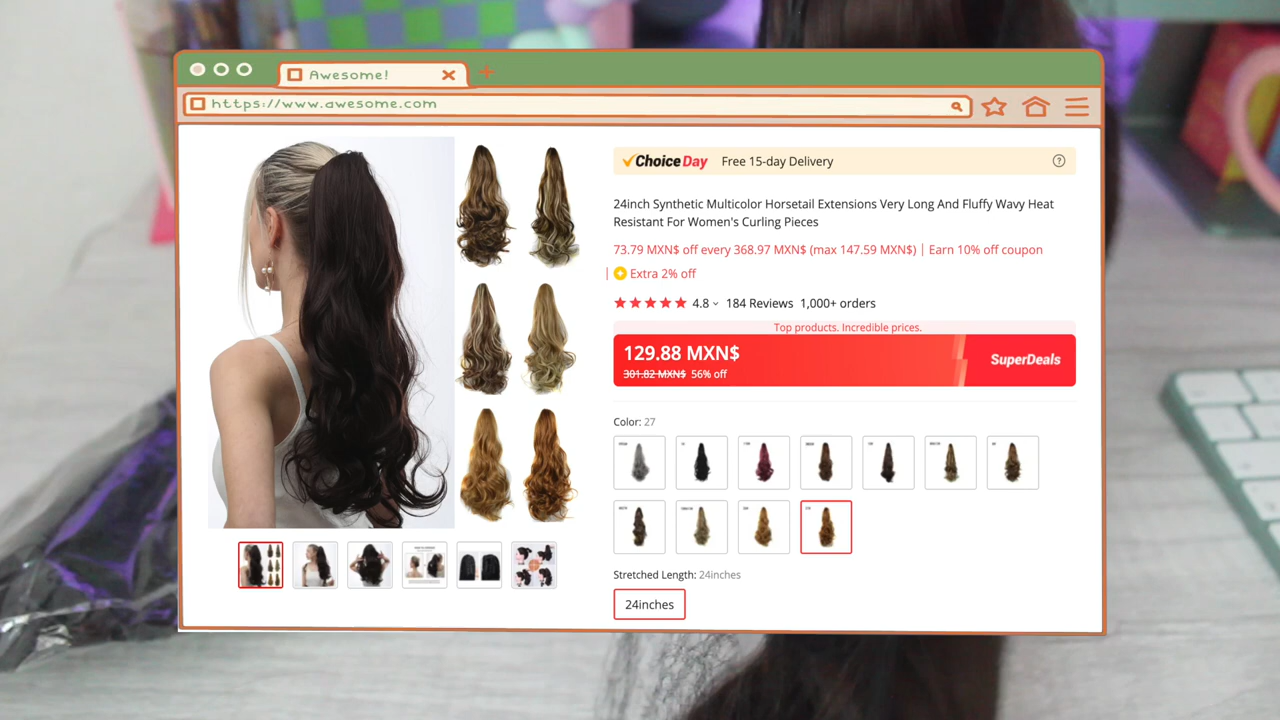 Awesome!
https://www.awesome.com
Choice Day Free 15-day Delivery
24inch Synthetic Multicolor Horsetail Extensions Very Long And Fluffy Wavy Heat
Resistant For Women's Curling Pieces
73.79 MXN$ off every 368.97 MXN$ (max 147.59 MXN$) | Earn 10% off coupon
| Extra 2% off
4.8 184 Reviews 1,000+ orders
Top products. Incredible prices.
129.88 MXN$
301.82 MXN$ 56% off
SuperDeals
Color: 27
Stretched Length: 24inches
24inches